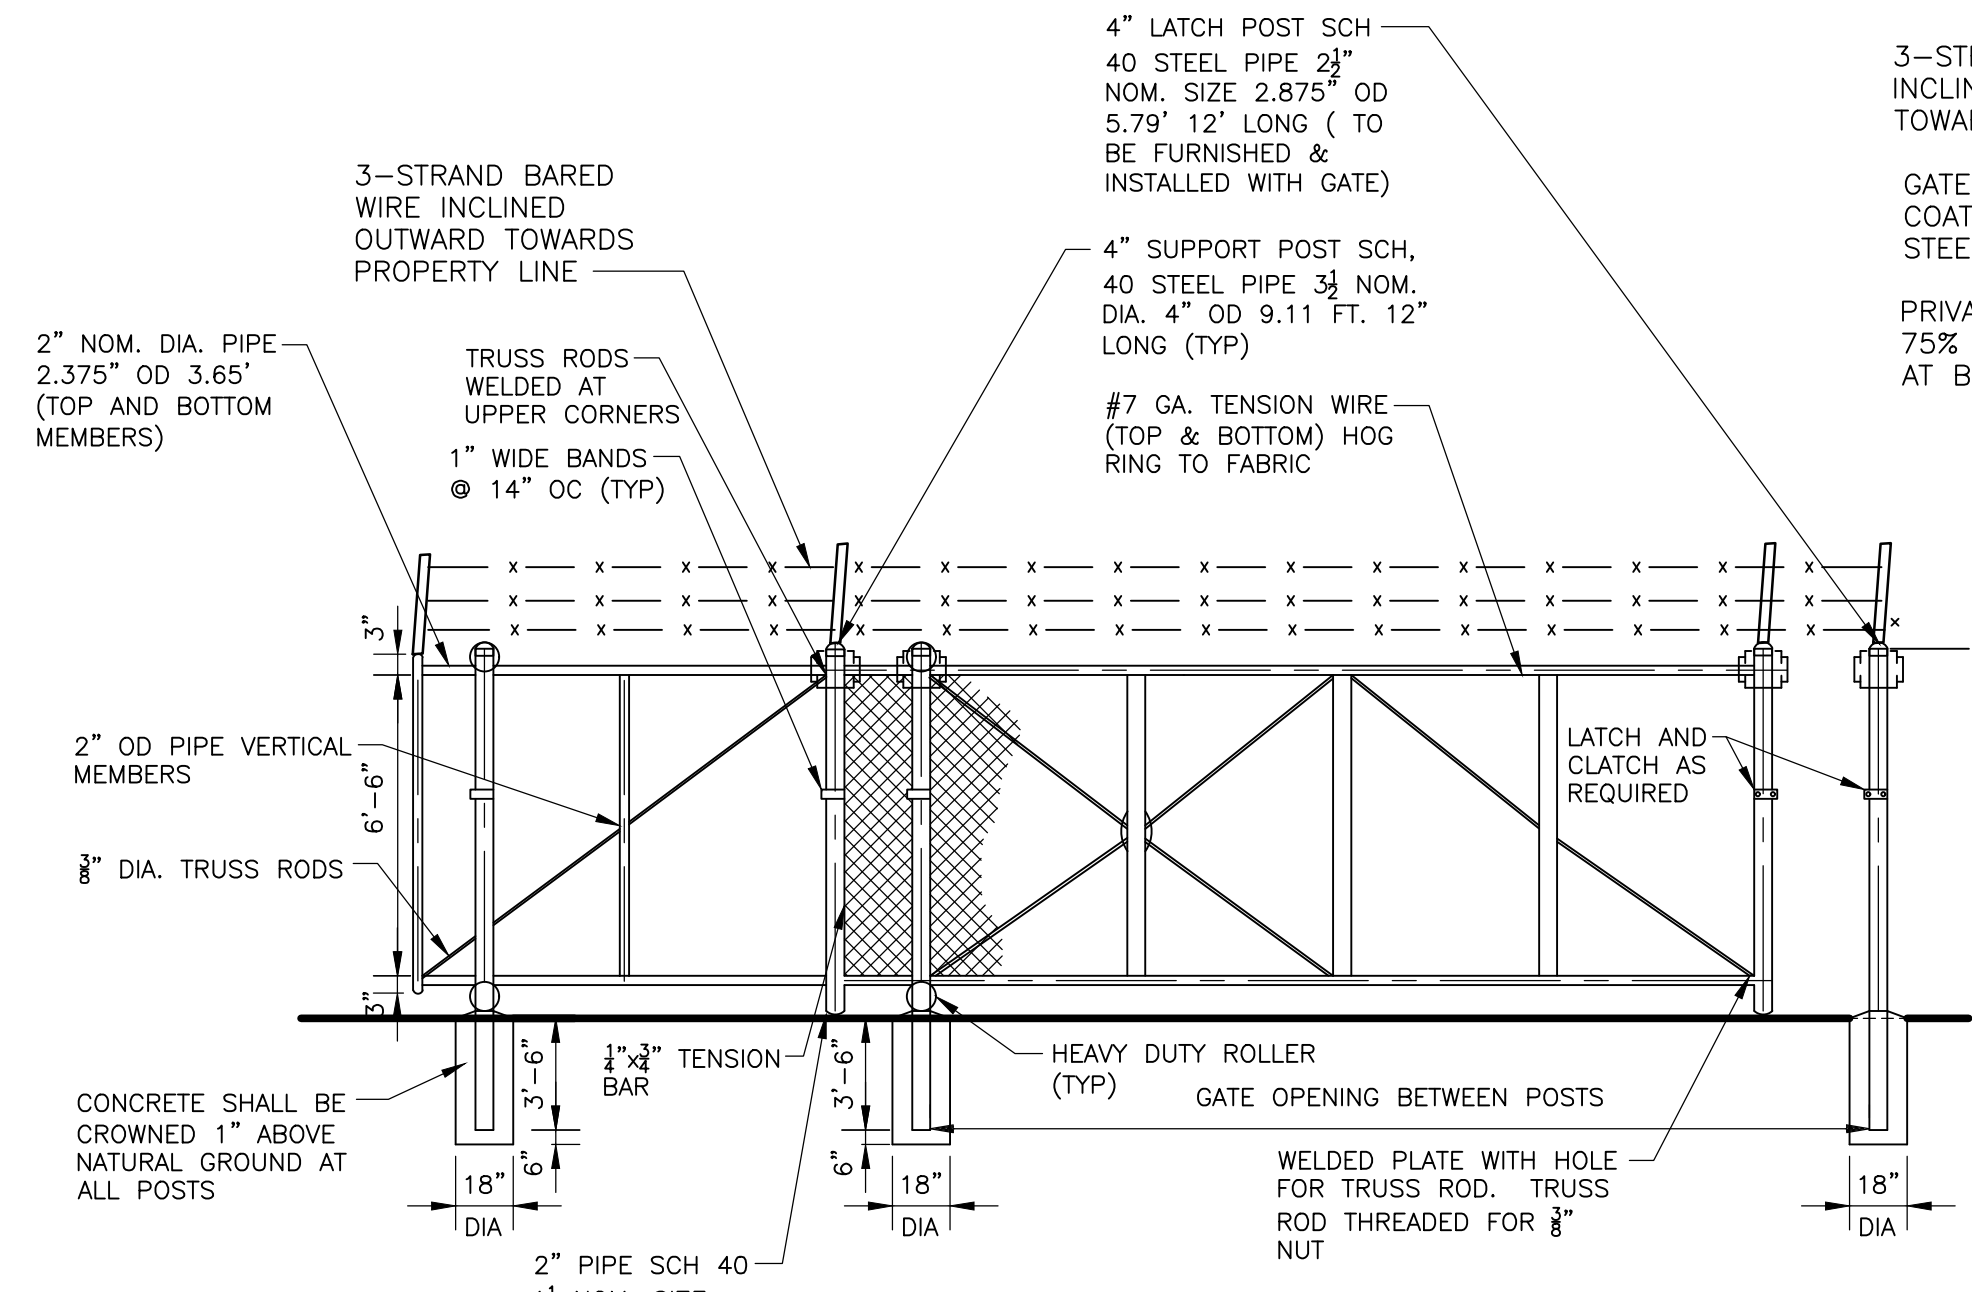 4” LATCH POST SCH
40 STEEL PIPE 2½”
NOM. SIZE 2.875” OD
5.79’ 12’ LONG ( TO
BE FURNISHED &
INSTALLED WITH GATE)
3-STRAND BARED
WIRE INCLINED
OUTWARD TOWARDS
PROPERTY LINE
4” SUPPORT POST SCH,
40 STEEL PIPE 3½ NOM.
DIA. 4” OD 9.11 FT. 12”
LONG (TYP)
2” NOM. DIA. PIPE
2.375” OD 3.65’
(TOP AND BOTTOM
MEMBERS)
TRUSS RODS
WELDED AT
UPPER CORNERS
1” WIDE BANDS
@ 14” OC (TYP)
#7 GA. TENSION WIRE
(TOP & BOTTOM) HOG
RING TO FABRIC
GATE
75%
AT B
x x x x x x x x x x x x x x x x
x x x x x x x x x x x x x x x x
x x x x x x x x x x x x x x x x x
3”
6’-6”
3”
2” OD PIPE VERTICAL
MEMBERS
⅜” DIA. TRUSS RODS
LATCH AND
CLATCH AS
REQUIRED
CONCRETE SHALL BE
CROWNED 1” ABOVE
NATURAL GROUND AT
ALL POSTS
3’-6”
6”
18”
DIA
¼”x¾” TENSION
BAR
3’-6”
6”
18”
DIA
HEAVY DUTY ROLLER
(TYP)
GATE OPENING BETWEEN POSTS
WELDED PLATE WITH HOLE
FOR TRUSS ROD. TRUSS
ROD THREADED FOR ⅜”
NUT
18”
DIA
2” PIPE SCH 40